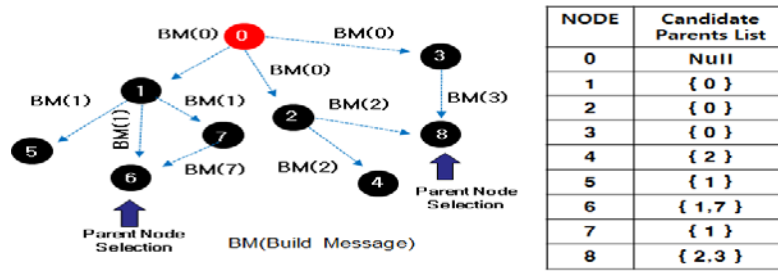 BM(0)
0
BM(0)
3
BM(0)
BM(1)
1
BM(1)
BM(1)
BM(2)
BM(3)
2
7
8
5
BM(7)
BM(2)
6
4
Parent Node
Selection
Parent Node
Selection
BM(Build Message)
NODE Candidate
Parents List
0 Null
1 { 0 }
2 { 0 }
3 { 0 }
4 { 2 }
5 { 1 }
6 { 1,7 }
7 { 1 }
8 { 2.3 }